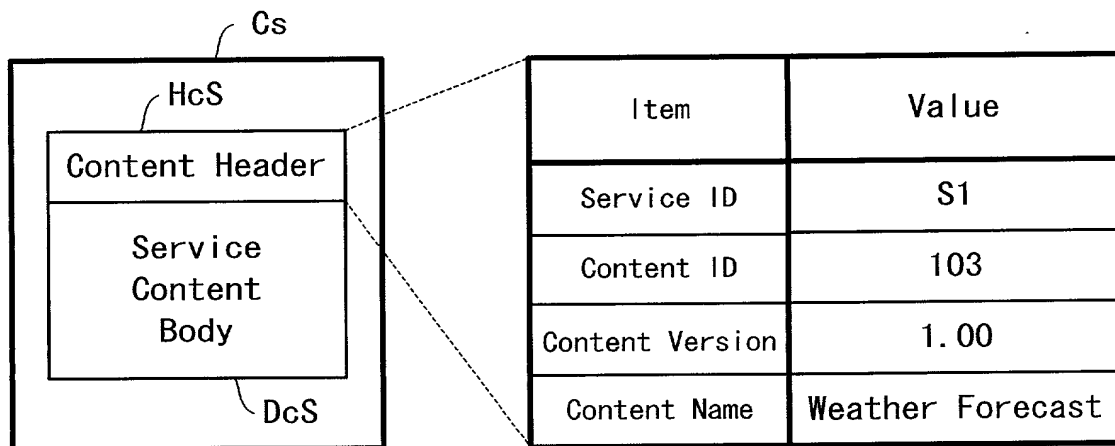 Cs
HcS
Content Header
Service
Content
Body
DcS
Item Value
Service ID S1
Content ID 103
Content Version 1.00
Content Name Weather Forecast